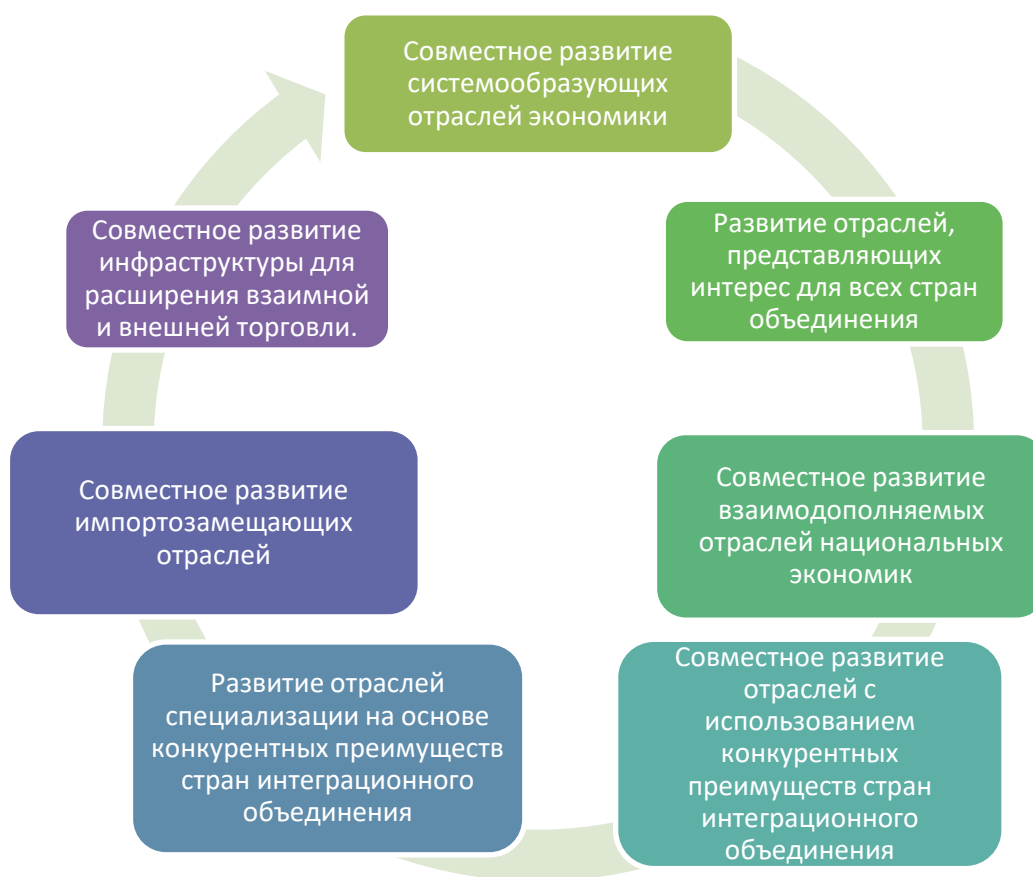 Совместное развитие
системообразующих
отраслей экономики
Развитие отраслей,
представляющих
интерес для всех стран
объединения
Совместное развитие
взаимодополняемых
отраслей национальных
экономик
Совместное развитие
отраслей с
использованием
конкурентных
преимуществ стран
интеграционного
объединения
Развитие отраслей
специализации на основе
конкурентных преимуществ
стран интеграционного
объединения
Совместное развитие
импортозамещающих
отраслей
Совместное развитие
инфраструктуры для
расширения взаимной
и внешней торговли.